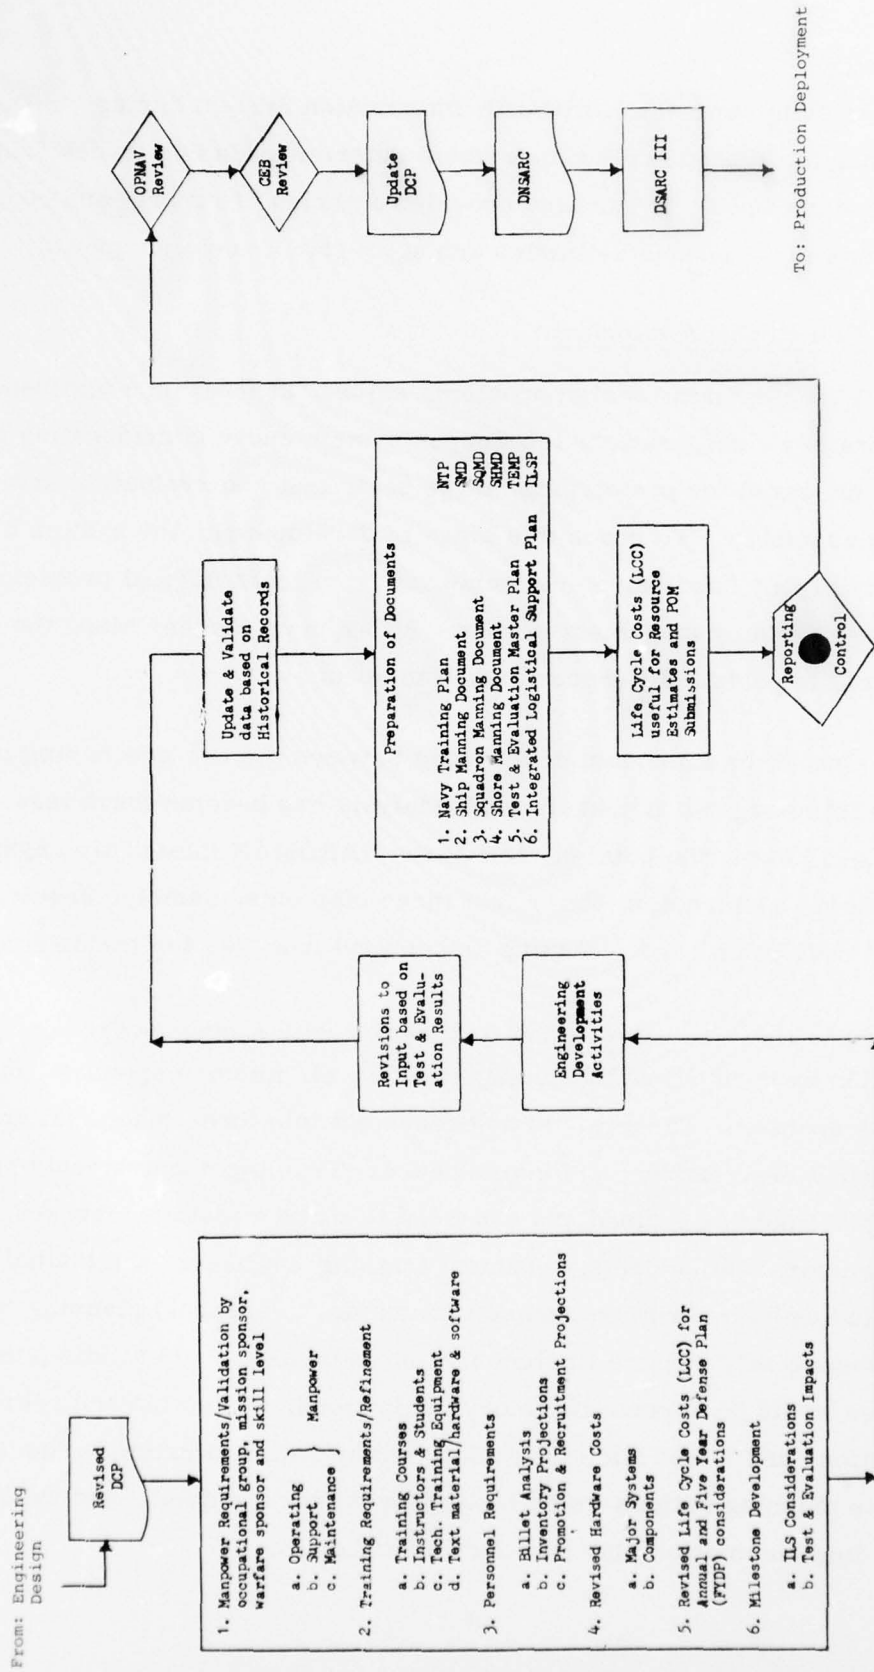 From: Engineering
Design
Revised
DCP
1. Manpower Requirements/Validation by
occupational group, mission sponsor,
warfare sponsor and skill level
a. Operating
b. Support
c. Maintenance
Manpower
2. Training Requirements/Refinement
a. Training Courses
b. Instructors & Students
c. Tech. Training Equipment
d. Text material/hardware & software
3. Personnel Requirements
a. Billet Analysis
b. Inventory Projections
c. Promotion & Recruitment Projections
4. Revised Hardware Costs
a. Major Systems
b. Components
5. Revised Life Cycle Costs (LCC) for
Annual and Five Year Defense Plan
(FYDP) considerations
6. Milestone Development
a. ILS Considerations
b. Test & Evaluation Impacts
Engineering
Development
Activities
Revisions to
Input based on
Test & Evalu-
ation Results
Update & Validate
data based on
Historical Records
Preparation of Documents
1. Navy Training Plan NTP
2. Ship Manning Document SMD
3. Squadron Manning Document SQMD
4. Shore Manning Document SHMD
5. Test & Evaluation Master Plan TEMP
6. Integrated Logistical Support Plan ILSP
Life Cycle Costs (LCC)
useful for Resource
Estimates and POM
Submissions
Reporting
Control
OPNAV
Review
CEB
Review
Update
DCP
DNSARC
DSARC III
To: Production Deployment